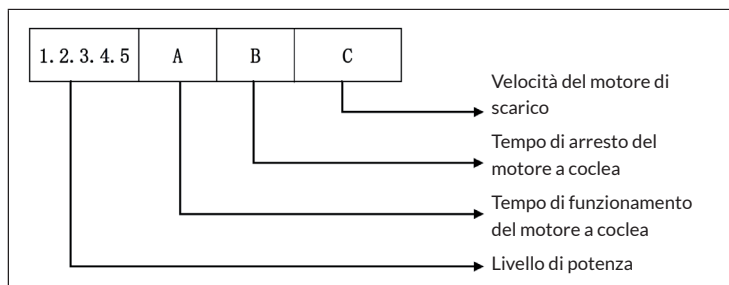 1.2.3.4.5 A B C
Velocità del motore di
scarico
Tempo di arresto del
motore a coclea
Tempo di funzionamento
del motore a coclea
Livello di potenza